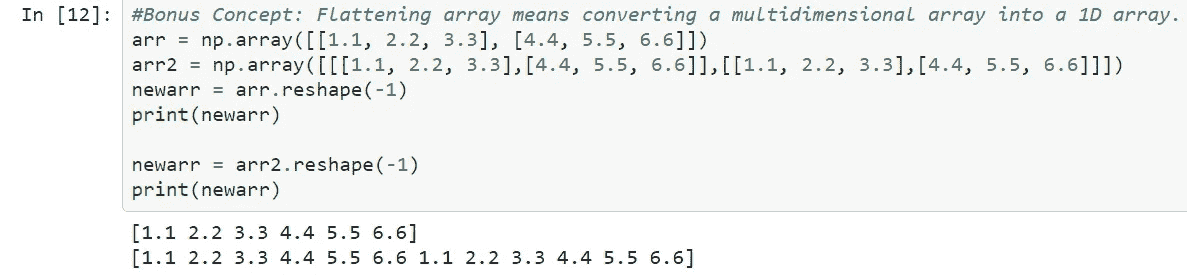 In [12]: #Bonus Concept: Flattening array means converting a multidimensional array into a 1D array.
arr = np.array([[1.1, 2.2, 3.3], [4.4, 5.5, 6.6]])
arr2 = np.array([[[1.1, 2.2, 3.3],[4.4, 5.5, 6.6]],[[1.1, 2.2, 3.3],[4.4, 5.5, 6.6]]])
newarr = arr.reshape(-1)
print(newarr)
newarr = arr2.reshape(-1)
print(newarr)
[1.1 2.2 3.3 4.4 5.5 6.6]
[1.1 2.2 3.3 4.4 5.5 6.6 1.1 2.2 3.3 4.4 5.5 6.6]